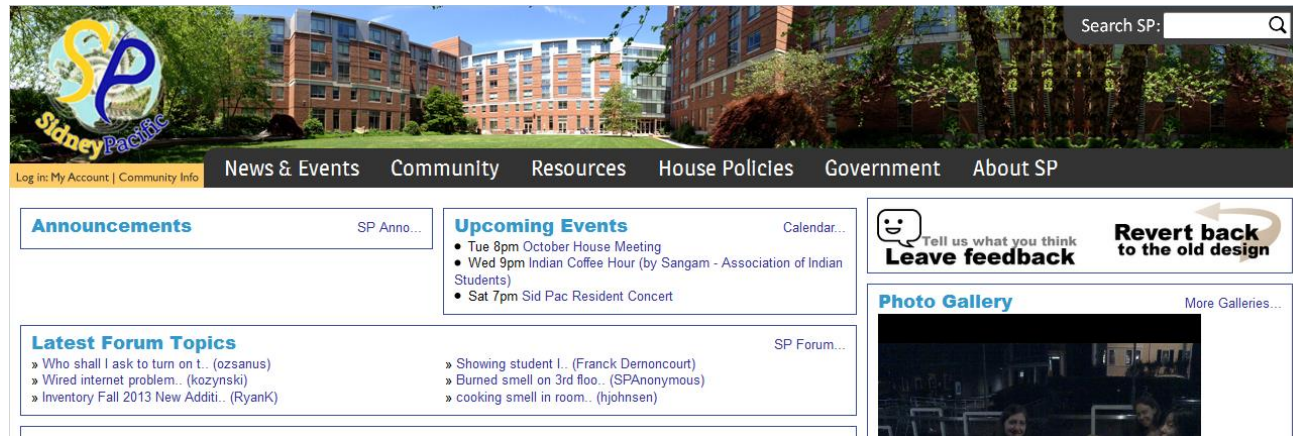 Search SP:
SP
Sidney Pacific
Log in: My Account | Community Info
News & Events Community Resources House Policies Government About SP
Announcements SP Anno...
Upcoming Events Calendar...
• Tue 8pm October House Meeting
• Wed 9pm Indian Coffee Hour (by Sangam - Association of Indian
Students)
• Sat 7pm Sid Pac Resident Concert
Tell us what you think
Leave feedback
Revert back
to the old design
Latest Forum Topics SP Forum...
» Who shall I ask to turn on t.. (ozsanus)
» Wired internet problem.. (kozynski)
» Inventory Fall 2013 New Additi.. (RyanK)
» Showing student l.. (Franck Dernoncourt)
» Burned smell on 3rd floo.. (SPAnonymous)
» cooking smell in room.. (hjohnsen)
Photo Gallery More Galleries...